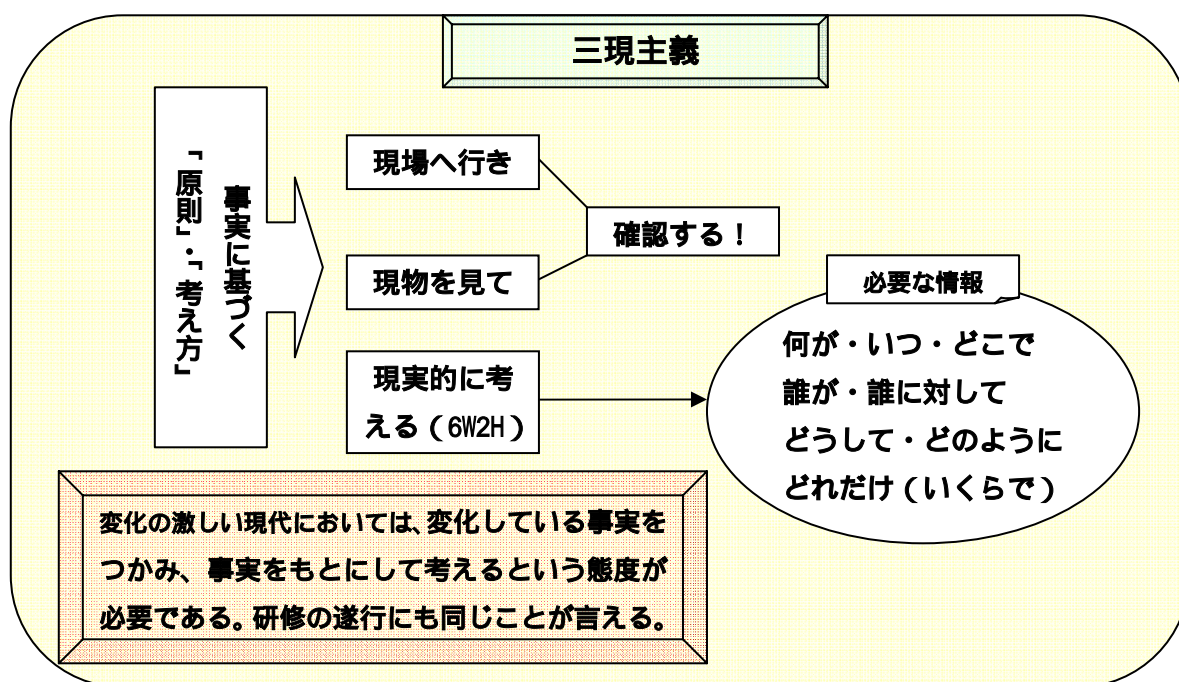 三現主義
事実に基づく
「原則」・「考え方」
現場へ行き
現物を見て
確認する！
現実的に考
える（6W2H）
必要な情報
何が・いつ・どこで
誰が・誰に対して
どうして・どのように
どれだけ（いくらで）
変化の激しい現代においては、変化している事実を
つかみ、事実をもとにして考えるという態度が
必要である。研修の遂行にも同じことが言える。